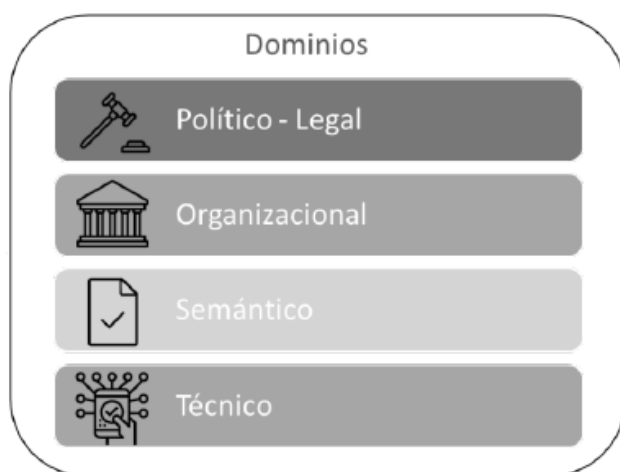 Dominios
Político - Legal
Organizacional
Semántico
Técnico